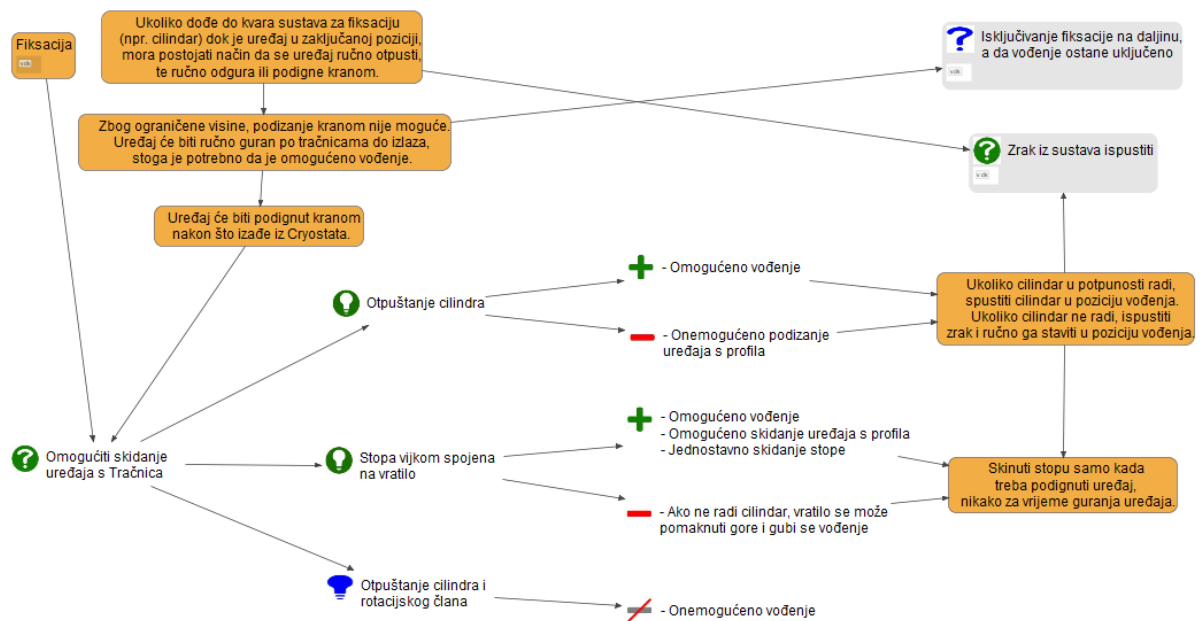 Fiksacija
vdk
Ukoliko dođe do kvara sustava za fiksaciju
(npr. cilindar) dok je uređaj u zaključanoj poziciji,
mora postojati način da se uređaj ručno otpusti,
te ručno odgura ili podigne kranom.
Isključivanje fiksacije na daljinu,
a da vođenje ostane uključeno
vdk
Zbog ograničene visine, podizanje kranom nije moguće.
Uređaj će biti ručno guran po tračnicama do izlaza,
stoga je potrebno da je omogućeno vođenje.
Zrak iz sustava ispustiti
vdk
Uređaj će biti podignut kranom
nakon što izađe iz Cryostata.
Otpuštanje cilindra
- Omogućeno vođenje
- Onemogućeno podizanje
uređaja s profila
Ukoliko cilindar u potpunosti radi,
spustiti cilindar u poziciju vođenja.
Ukoliko cilindar ne radi, ispustiti
zrak i ručno ga staviti u poziciju vođenja.
Omogućiti skidanje
uređaja s Tračnica
Stopa vijkom spojena
na vratilo
- Omogućeno vođenje
- Omogućeno skidanje uređaja s profila
- Jednostavno skidanje stope
- Ako ne radi cilindar, vratilo se može
pomaknuti gore i gubi se vođenje
Skinuti stopu samo kada
treba podignuti uređaj,
nikako za vrijeme guranja uređaja.
Otpuštanje cilindra i
rotacijskog člana
- Onemogućeno vođenje